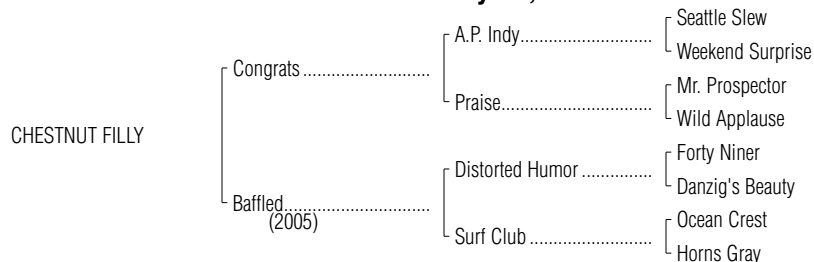 Seattle Slew
A.P. Indy
Weekend Surprise
Congrats
Mr. Prospector
Praise
Wild Applause
CHESTNUT FILLY
Forty Niner
Distorted Humor
Danzig's Beauty
Baffled
(2005)
Ocean Crest
Surf Club
Horns Gray